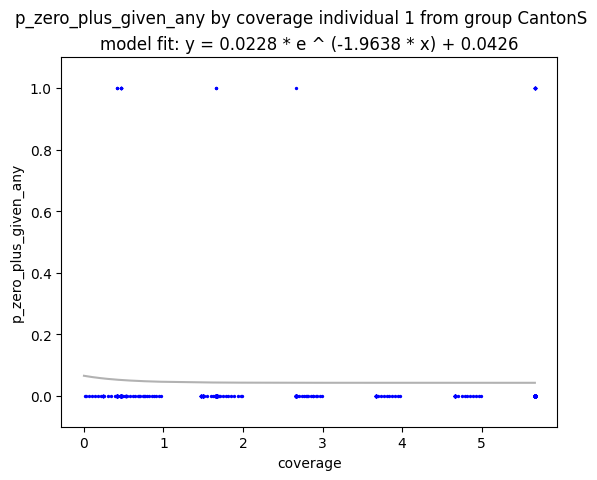 p_zero_plus_given_any by coverage individual 1 from group CantonS
model fit: y = 0.0228 * e ^ (-1.9638 * x) + 0.0426
p_zero_plus_given_any
1.0
0.8
0.6
0.4
0.2
0.0
0 1 2 3 4 5
coverage